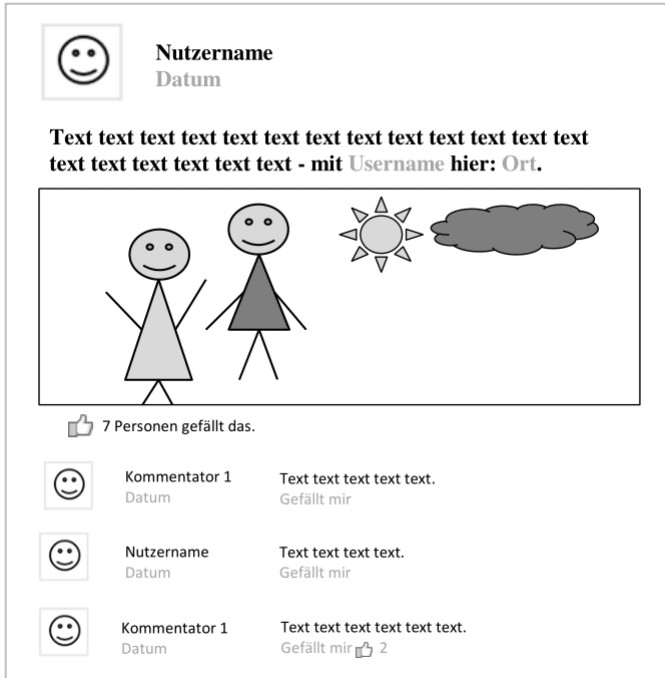 Nutzername
Datum
Text text text text text text text text text text text text text
text text text text text text - mit Username hier: Ort.
7 Personen gefällt das.
Kommentator 1
Datum
Text text text text text.
Gefällt mir
Nutzername
Datum
Text text text text.
Gefällt mir
Kommentator 1
Datum
Text text text text text text.
Gefällt mir 2